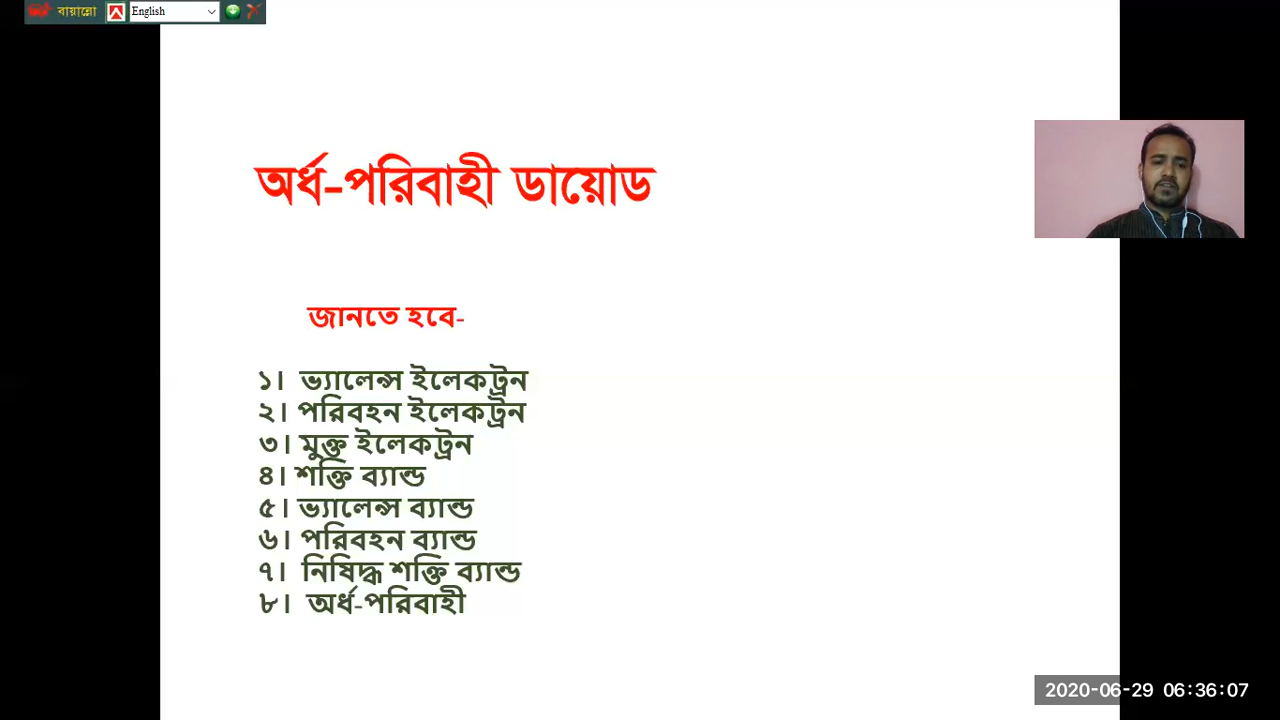 বায়ান্নো English
অর্ধ-পরিবাহী ডায়োড
জানতে হবে-
১। ভ্যালেন্স ইলেকট্রন
২। পরিবহন ইলেকট্রন
৩। মুক্ত ইলেকট্রন
৪। শক্তি ব্যান্ড
৫। ভ্যালেন্স ব্যান্ড
৬। পরিবহন ব্যান্ড
৭। নিষিদ্ধ শক্তি ব্যান্ড
৮। অর্ধ-পরিবাহী
2020-06-29 06:36:07